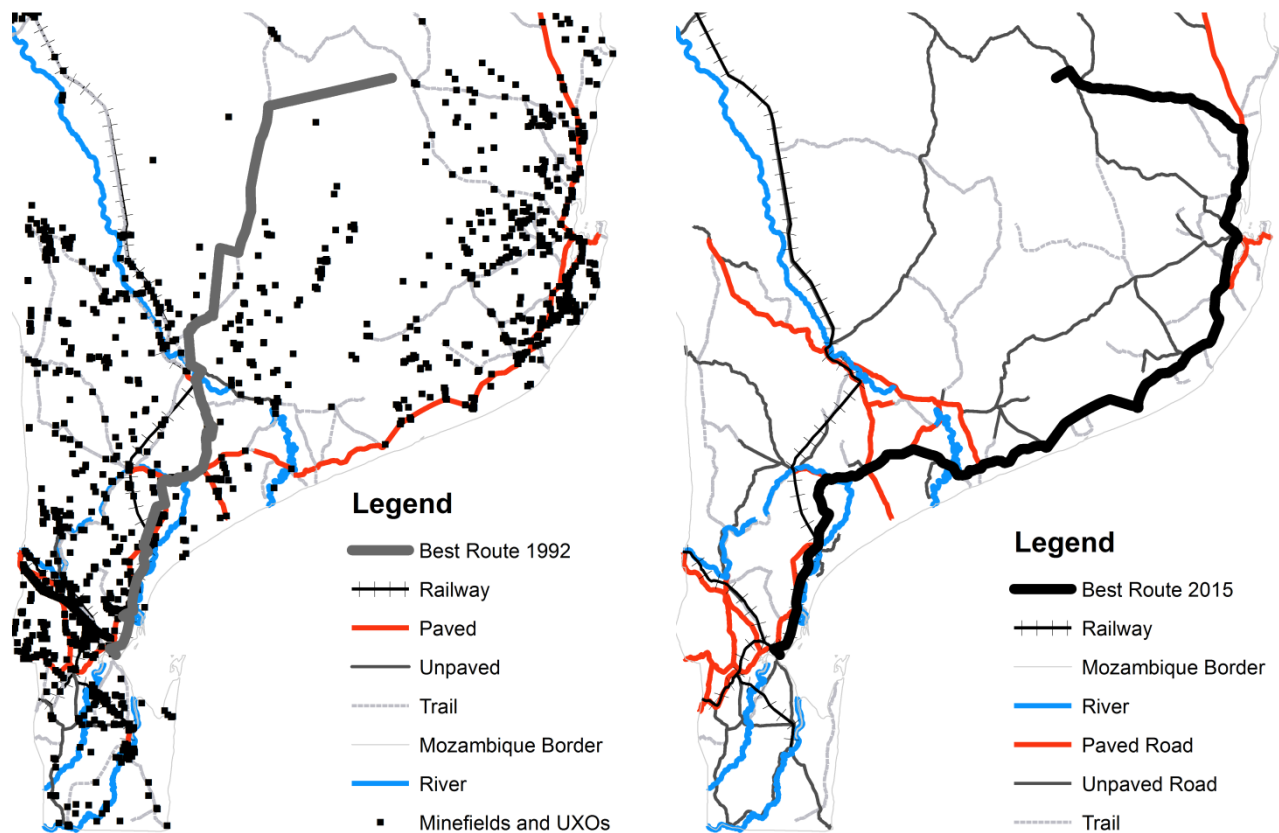 Legend
Best Route 1992
Railway
Paved
Unpaved
Trail
Mozambique Border
River
Minefields and UXOs
Legend
Best Route 2015
Railway
Mozambique Border
River
Paved Road
Unpaved Road
Trail